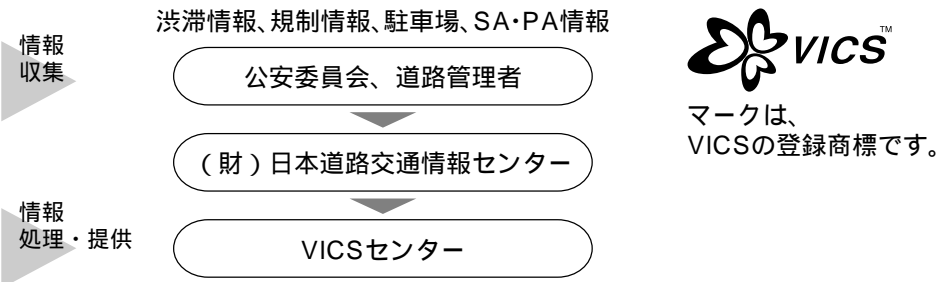 渋滞情報、規制情報、駐車場、SA・PA情報
情報
収集
公安委員会、道路管理者
(財)日本道路交通情報センター
情報
処理・提供
VICSセンター
VICS™
マークは、
VICSの登録商標です。